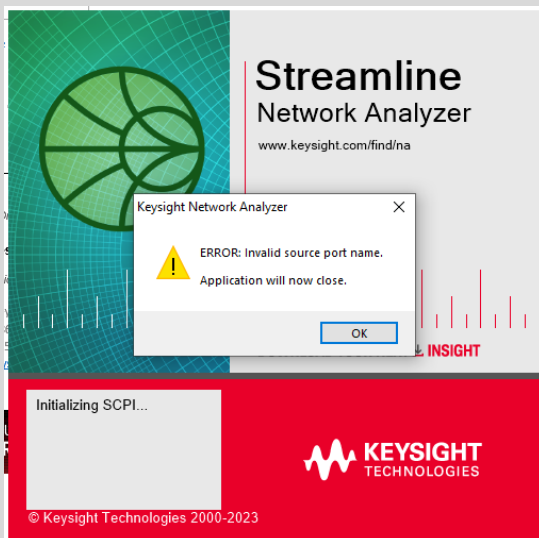 Streamline
Network Analyzer
www.keysight.com/find/na
Keysight Network Analyzer
ERROR: Invalid source port name.
Application will now close.
OK
INSIGHT
Initializing SCPI...
KEYSIGHT
TECHNOLOGIES
© Keysight Technologies 2000-2023